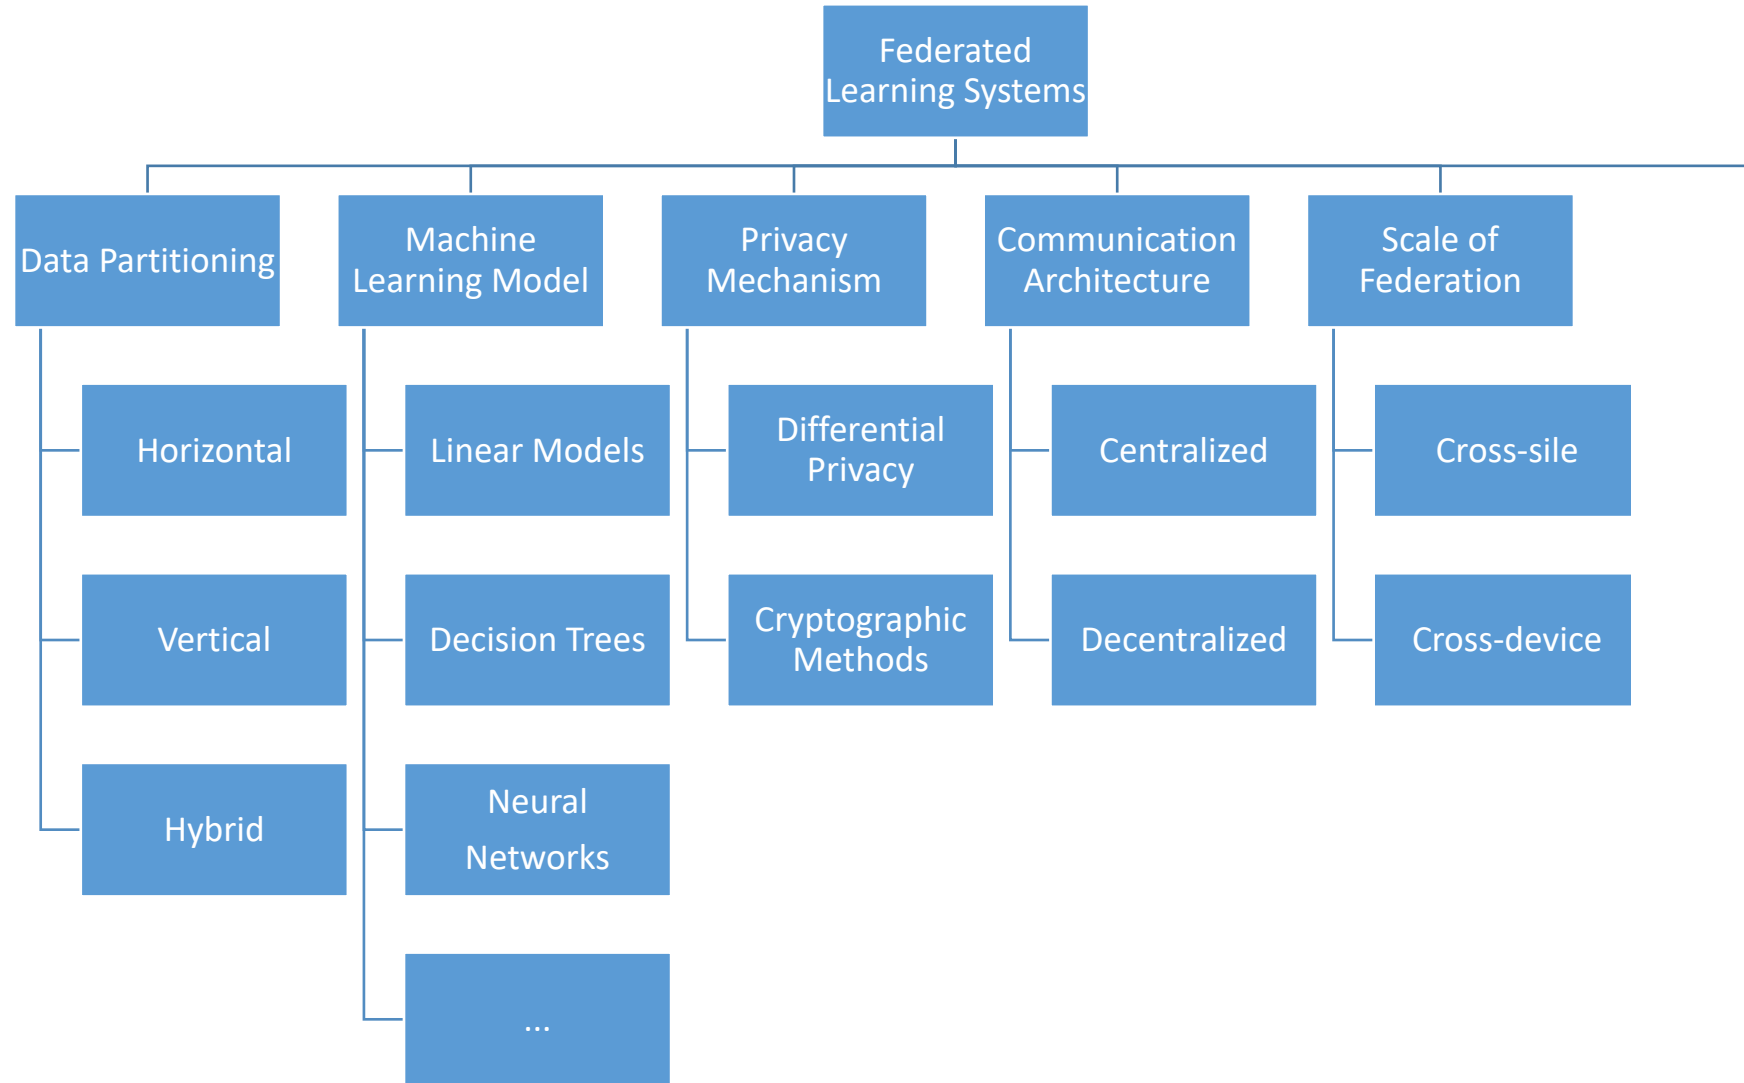 Federated
Learning Systems
Data Partitioning
Machine
Learning Model
Privacy
Mechanism
Communication
Architecture
Scale of
Federation
Horizontal
Linear Models
Differential
Privacy
Centralized
Cross-sile
Vertical
Decision Trees
Cryptographic
Methods
Decentralized
Cross-device
Hybrid
Neural
Networks
...